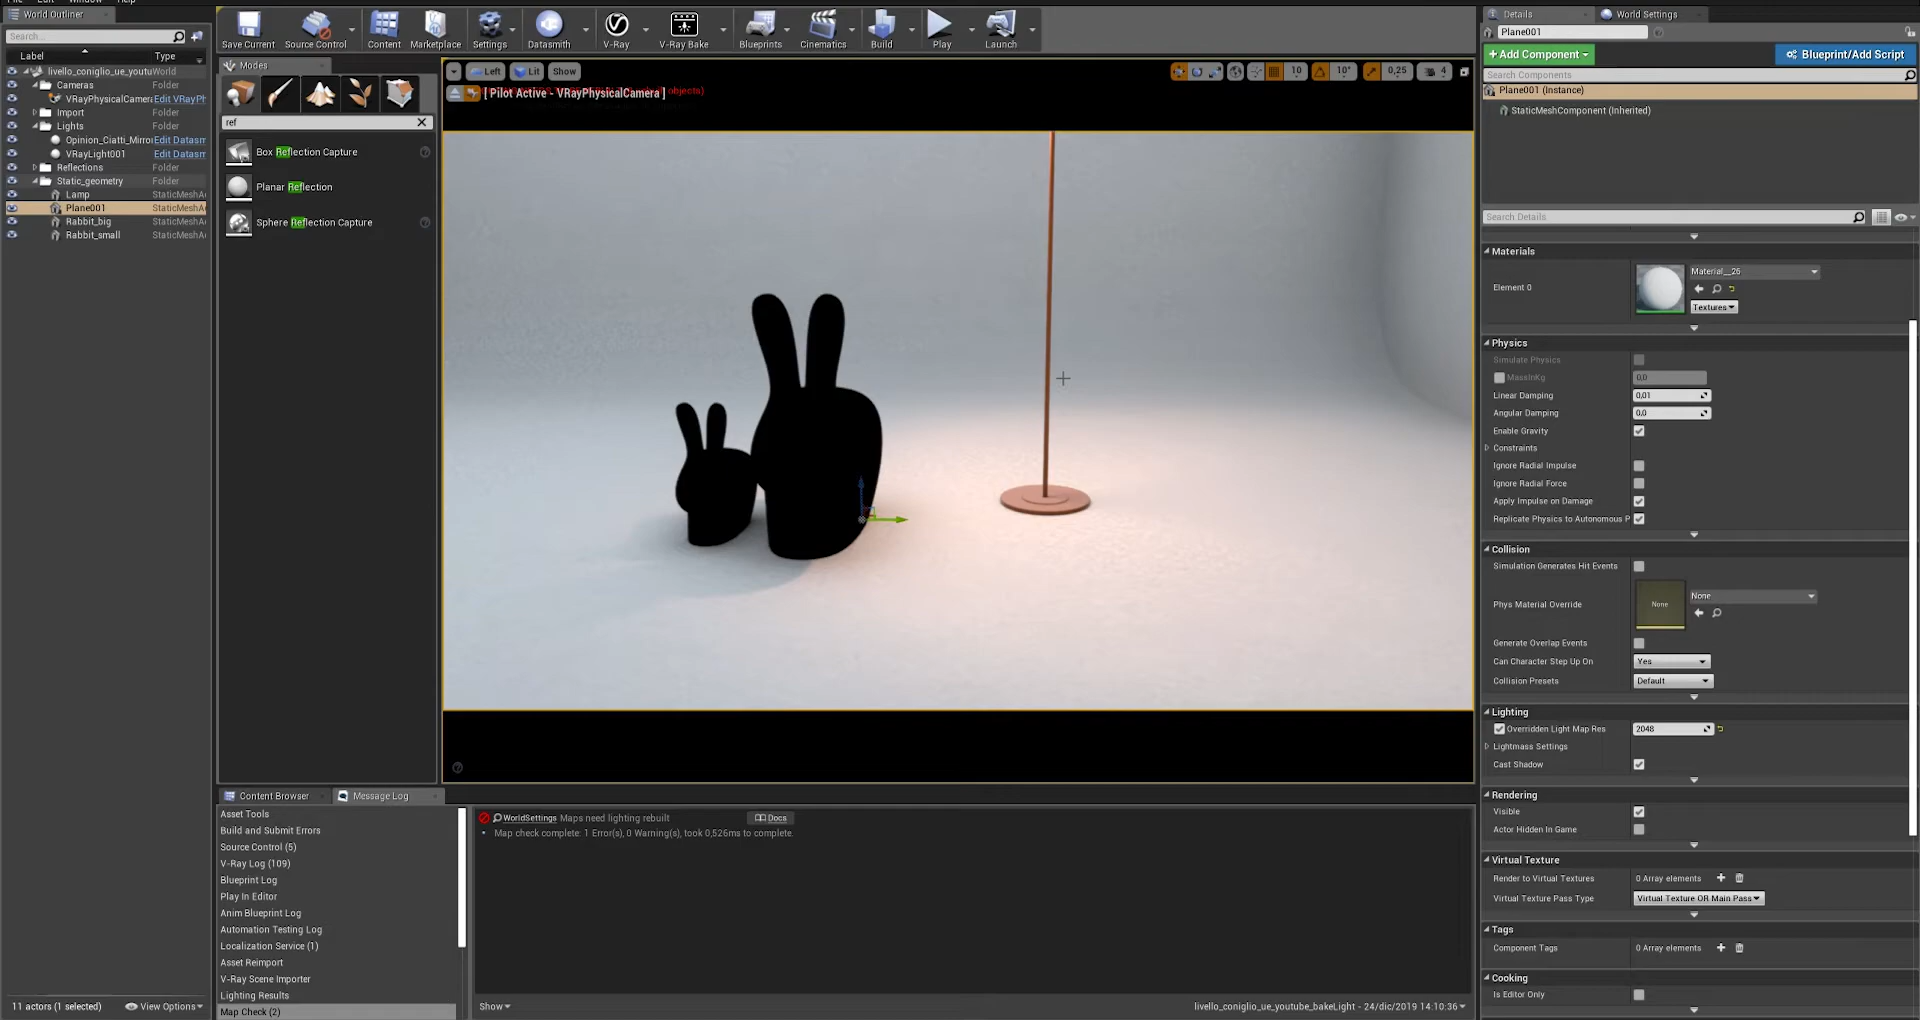 File Edit Window Help
World Outliner
Search...
Label Type
livello_coniglio_ue_youtu World
Cameras Folder
VRayPhysicalCamera Edit VRayPh
Import Folder
Lights Folder
Opinion_Ciatti_Mirro Edit Datasm
VRayLight001 Edit Datasm
Reflections Folder
Static_geometry Folder
Lamp StaticMeshA
Plane001 StaticMeshA
Rabbit_big StaticMeshA
Rabbit_small StaticMeshA
11 actors (1 selected) View Options
Save Current Source Control Content Marketplace Settings Datasmith V-Ray V-Ray Bake Blueprints Cinematics Build Play Launch
Modes
ref
Box Reflection Capture
Planar Reflection
Sphere Reflection Capture
Left Lit Show
10 10° 0,25 4
[ Pilot Active - VRayPhysicalCamera ]
objects)
Content Browser Message Log
Asset Tools
Build and Submit Errors
Source Control (5)
V-Ray Log (109)
Blueprint Log
Play In Editor
Anim Blueprint Log
Automation Testing Log
Localization Service (1)
Asset Reimport
V-Ray Scene Importer
Lighting Results
Map Check (2)
WorldSettings Maps need lighting rebuilt Docs
Map check complete: 1 Error(s), 0 Warning(s), took 0,526ms to complete.
Show
livello_coniglio_ue_youtube_bakeLight - 24/dic/2019 14:10:36
Details World Settings
Plane001
+ Add Component Blueprint/Add Script
Search Components
Plane001 (Instance)
StaticMeshComponent (Inherited)
Search Details
Materials
Element 0
Material__26
Textures
Physics
Simulate Physics
MassInKg 0,0
Linear Damping 0,01
Angular Damping 0,0
Enable Gravity
Constraints
Ignore Radial Impulse
Ignore Radial Force
Apply Impulse on Damage
Replicate Physics to Autonomous P
Collision
Simulation Generates Hit Events
Phys Material Override None None
Generate Overlap Events
Can Character Step Up On Yes
Collision Presets Default
Lighting
Overridden Light Map Res 2048
Lightmass Settings
Cast Shadow
Rendering
Visible
Actor Hidden In Game
Virtual Texture
Render to Virtual Textures 0 Array elements
Virtual Texture Pass Type Virtual Texture OR Main Pass
Tags
Component Tags 0 Array elements
Cooking
Is Editor Only